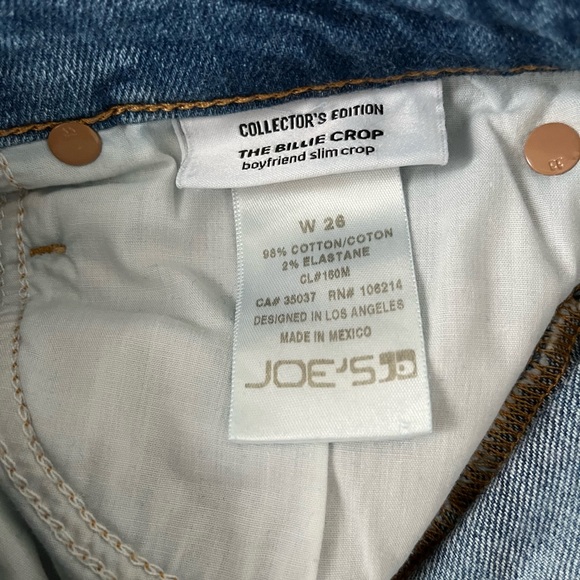 COLLECTOR'S EDITION
THE BILLIE CROP
boyfriend slim crop
W 26
98% COTTON/COTON
2% ELASTANE
CL#160M
CA# 35037 RN# 106214
DESIGNED IN LOS ANGELES
MADE IN MEXICO
JOE'S